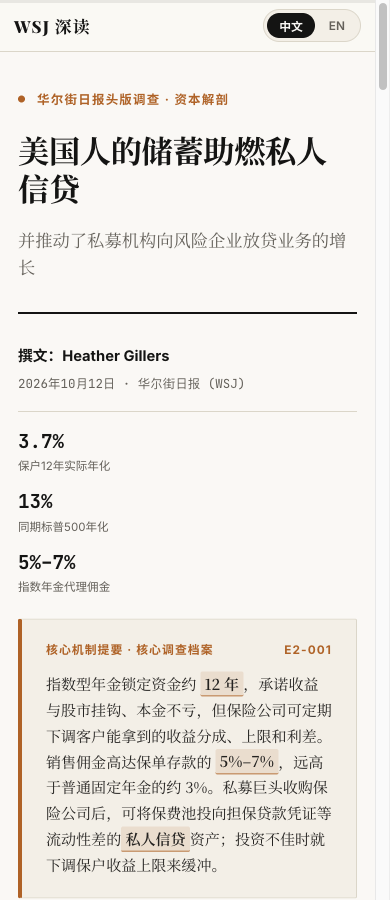 WSJ 深读
中文 EN
华尔街日报头版调查 · 资本解剖
美国人的储蓄助燃私人
信贷
并推动了私募机构向风险企业放贷业务的增
长
撰文：Heather Gillers
2026年10月12日 · 华尔街日报 (WSJ)
3.7%
保户12年实际年化
13%
同期标普500年化
5%–7%
指数年金代理佣金
核心机制提要 · 核心调查档案 E2-001
指数型年金锁定资金约 12 年，承诺收益
与股市挂钩、本金不亏，但保险公司可定期
下调客户能拿到的收益分成、上限和利差。
销售佣金高达保单存款的 5%–7%，远高
于普通固定年金的约 3%。私募巨头收购保
险公司后，可将保费池投向担保贷款凭证等
流动性差的 私人信贷 资产；投资不佳时就
下调保户收益上限来缓冲。